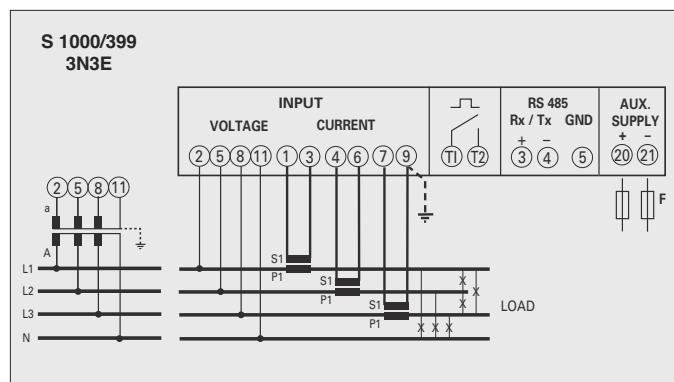 S 1000/399
3N3E
INPUT
VOLTAGE CURRENT
2 5 8 11 1 3 4 6 7 9
T1 T2
RS 485
Rx / Tx GND
+ −
3 4 5
AUX.
SUPPLY
+ −
20 21
F
2 5 8 11
a
A
L1
L2
L3
N
S1
P1
S1
P1
S1
P1
LOAD